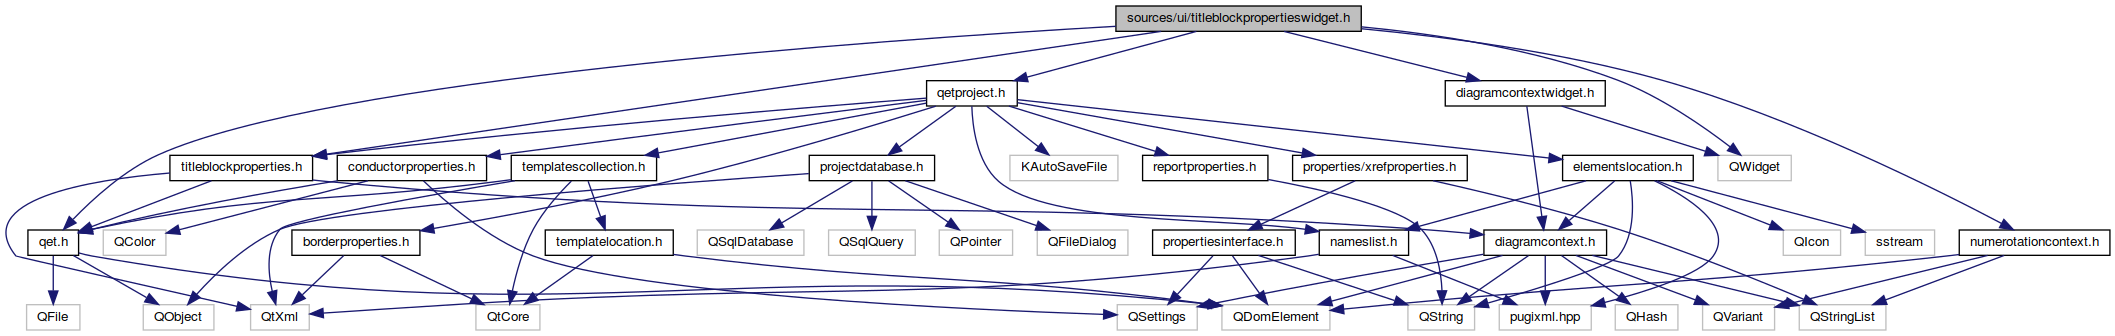 sources/ui/titleblockpropertieswidget.h
qetproject.h
diagramcontextwidget.h
titleblockproperties.h
conductorproperties.h
templatescollection.h
projectdatabase.h
KAutoSaveFile
reportproperties.h
properties/xrefproperties.h
elementslocation.h
QWidget
qet.h
QColor
borderproperties.h
templatelocation.h
QSqlDatabase
QSqlQuery
QPointer
QFileDialog
propertiesinterface.h
nameslist.h
diagramcontext.h
QIcon
sstream
numerotationcontext.h
QFile
QObject
QtXml
QtCore
QSettings
QDomElement
QString
pugixml.hpp
QHash
QVariant
QStringList